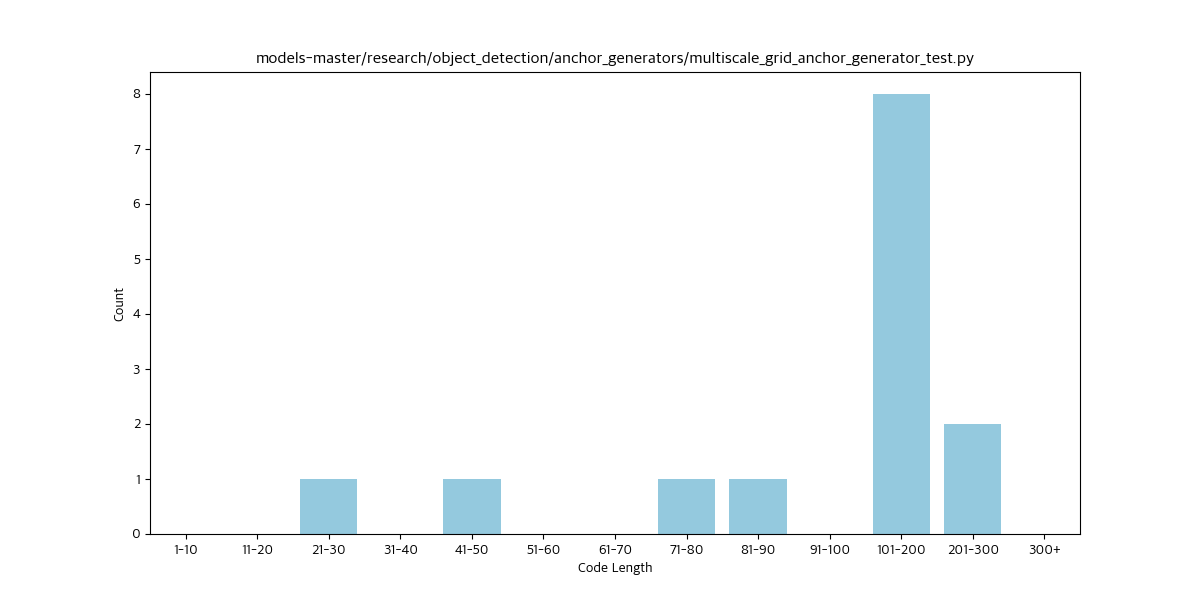 models-master/research/object_detection/anchor_generators/multiscale_grid_anchor_generator_test.py
8
7
6
5
4
3
2
1
0
Count
1-10 11-20 21-30 31-40 41-50 51-60 61-70 71-80 81-90 91-100 101-200 201-300 300+
Code Length